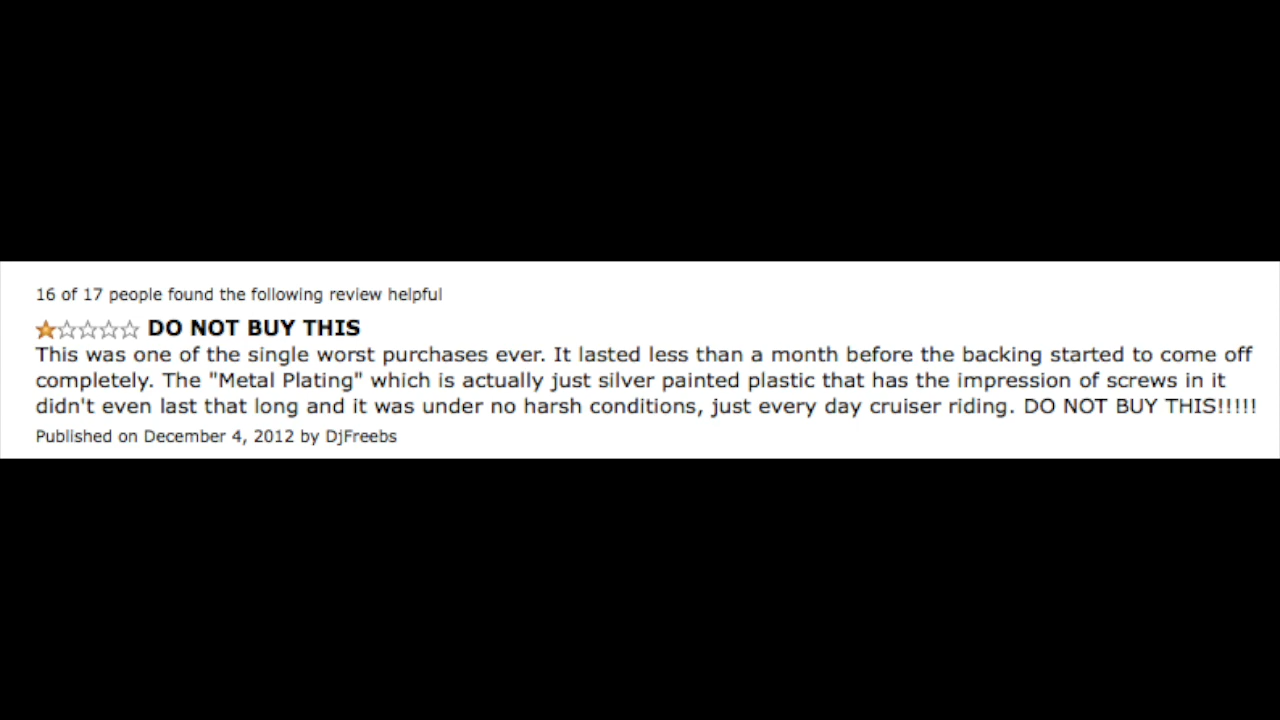 16 of 17 people found the following review helpful
DO NOT BUY THIS
This was one of the single worst purchases ever. It lasted less than a month before the backing started to come off
completely. The "Metal Plating" which is actually just silver painted plastic that has the impression of screws in it
didn't even last that long and it was under no harsh conditions, just every day cruiser riding. DO NOT BUY THIS!!!!!
Published on December 4, 2012 by DjFreebs